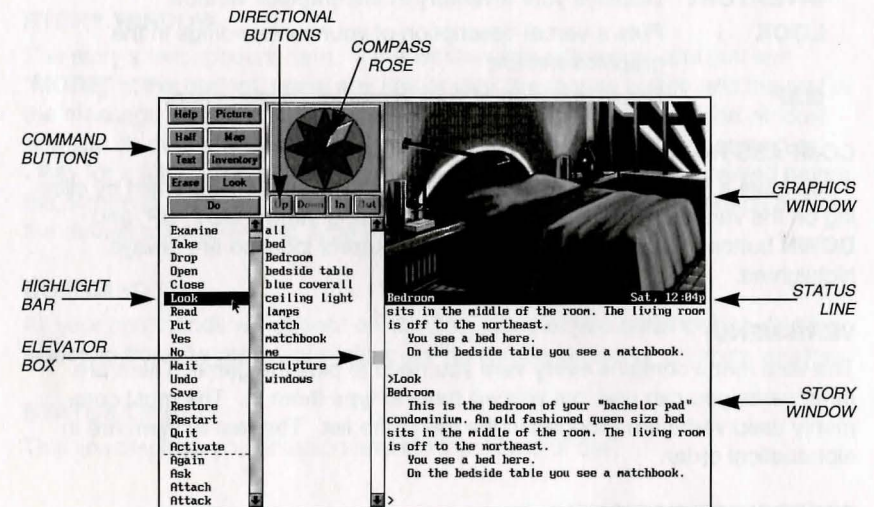 DIRECTIONAL
BUTTONS
COMPASS
ROSE
COMMAND
BUTTONS
HIGHLIGHT
BAR
ELEVATOR
BOX
Help Picture
Half Map
Text Inventory
Erase Look
Do
Up Down In Out
Examine
Take
Drop
Open
Close
Look
Read
Put
Yes
No
Wait
Undo
Save
Restore
Restart
Quit
Activate
Again
Ask
Attach
Attack
all
bed
Bedroom
bedside table
blue coverall
ceiling light
lamps
match
matchbook
me
sculpture
windows
Bedroom Sat, 12:04p
sits in the middle of the room. The living room
is off to the northeast.
You see a bed here.
On the bedside table you see a matchbook.
>Look
Bedroom
This is the bedroom of your "bachelor pad"
condominium. An old fashioned queen size bed
sits in the middle of the room. The living room
is off to the northeast.
You see a bed here.
On the bedside table you see a matchbook.
>
GRAPHICS
WINDOW
STATUS
LINE
STORY
WINDOW